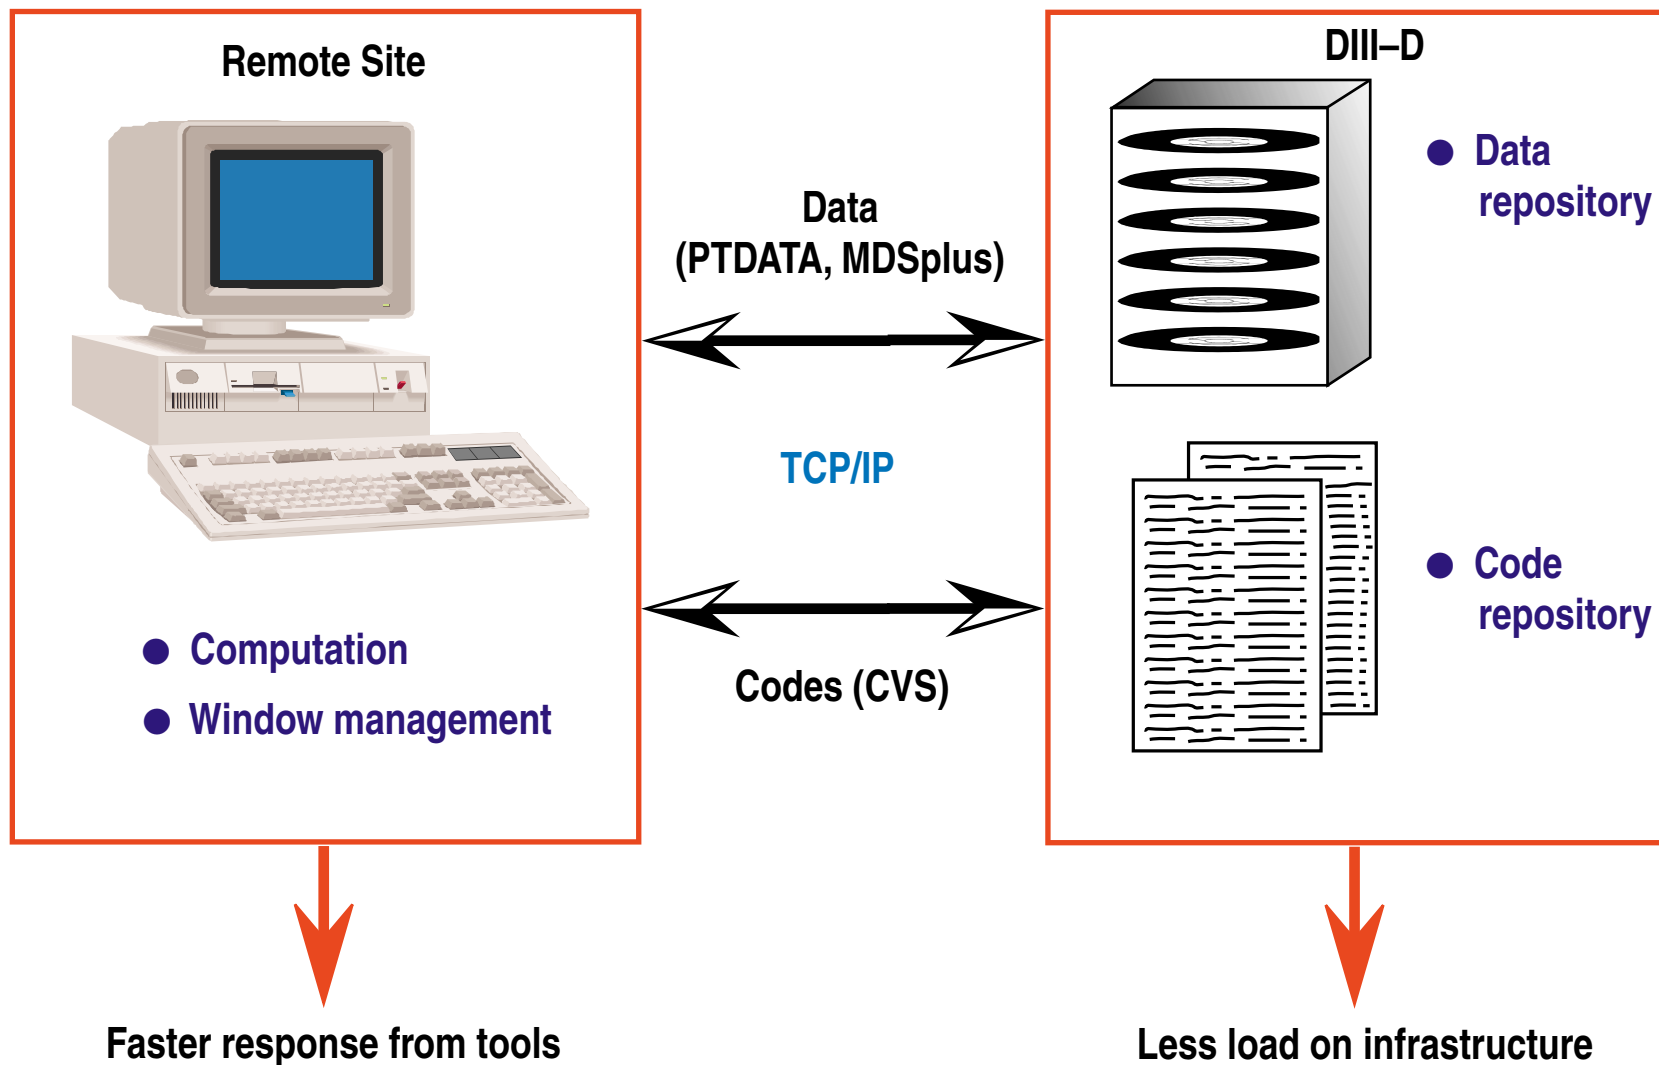 Remote Site
DIII–D
Data
(PTDATA, MDSplus)
TCP/IP
Codes (CVS)
● Computation
● Window management
● Data
repository
● Code
repository
Faster response from tools
Less load on infrastructure